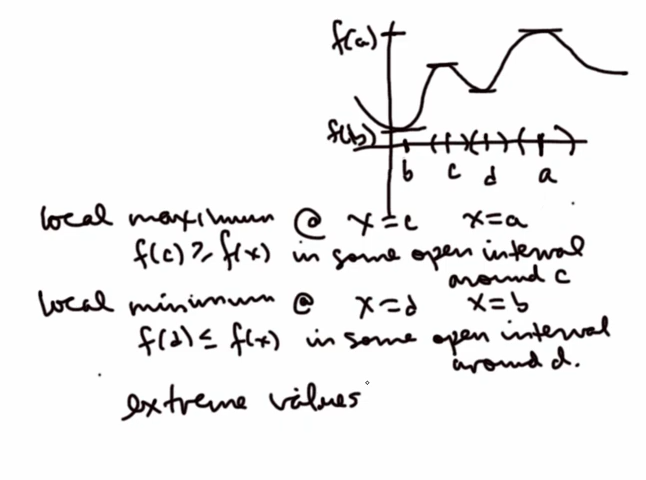 f(a)
f(b)
b c d a
local maximum @ x=c x=a
f(c) ≥ f(x) in some open interval
around c
local minimum @ x=d x=b
f(d) ≤ f(x) in some open interval
around d.
extreme values